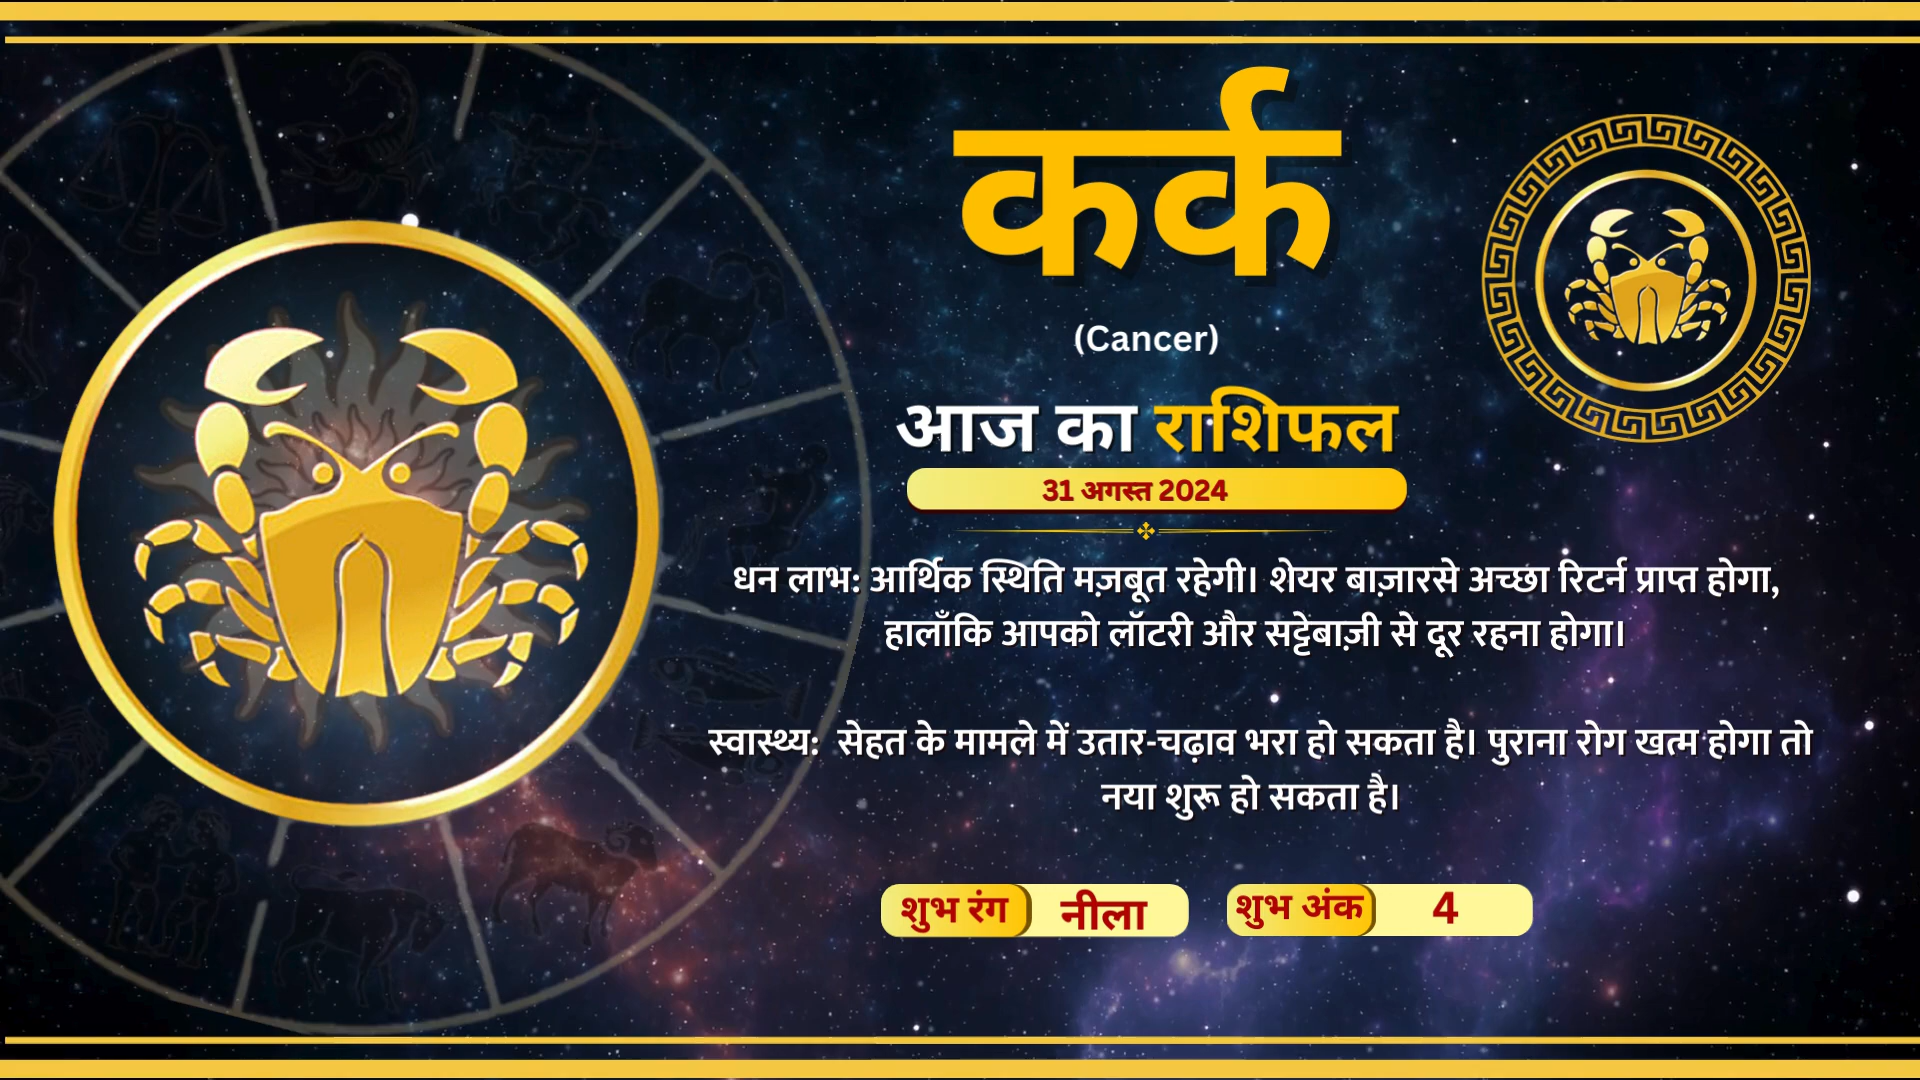 कर्क
(Cancer)
आज का राशिफल
31 अगस्त 2024
धन लाभ: आर्थिक स्थिति मज़बूत रहेगी। शेयर बाज़ारसे अच्छा रिटर्न प्राप्त होगा,
हालाँकि आपको लॉटरी और सट्टेबाज़ी से दूर रहना होगा।
स्वास्थ्य:  सेहत के मामले में उतार-चढ़ाव भरा हो सकता है। पुराना रोग खत्म होगा तो
नया शुरू हो सकता है।
शुभ रंग नीला शुभ अंक 4